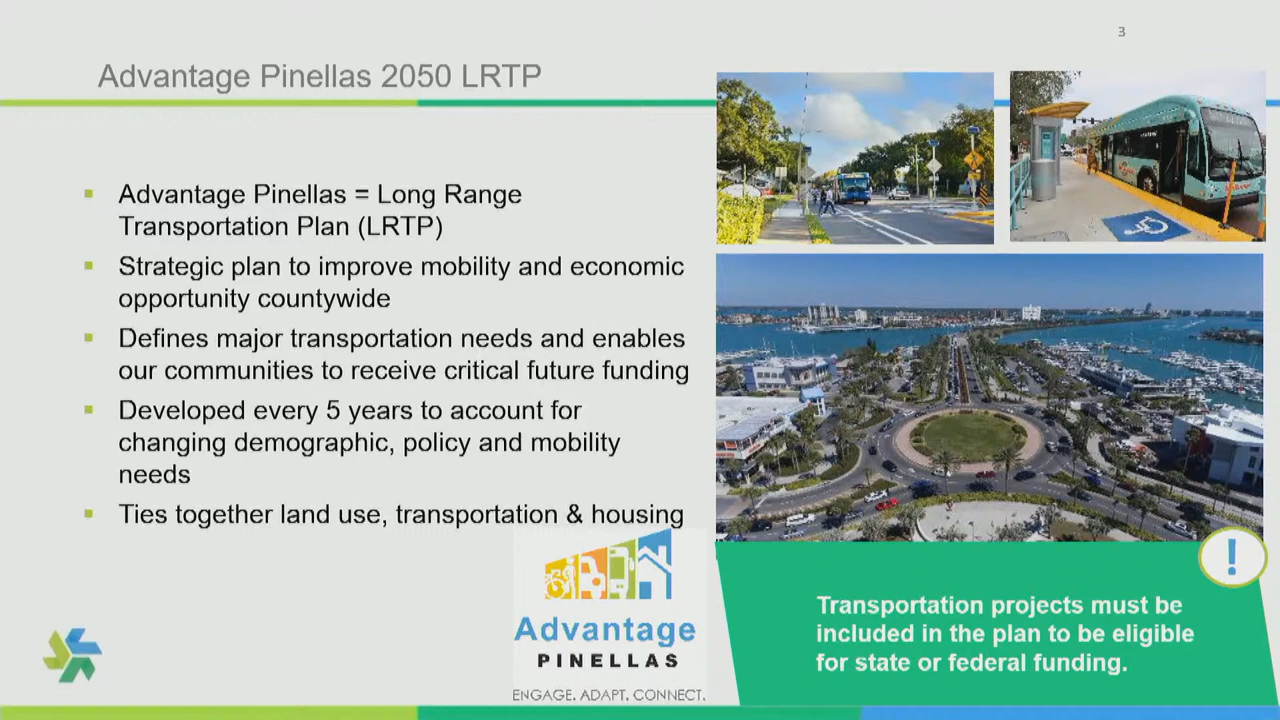 3
Advantage Pinellas 2050 LRTP
Advantage Pinellas = Long Range
Transportation Plan (LRTP)
Strategic plan to improve mobility and economic
opportunity countywide
Defines major transportation needs and enables
our communities to receive critical future funding
Developed every 5 years to account for
changing demographic, policy and mobility
needs
Ties together land use, transportation & housing
Advantage
PINELLAS
ENGAGE. ADAPT. CONNECT.
!
Transportation projects must be
included in the plan to be eligible
for state or federal funding.